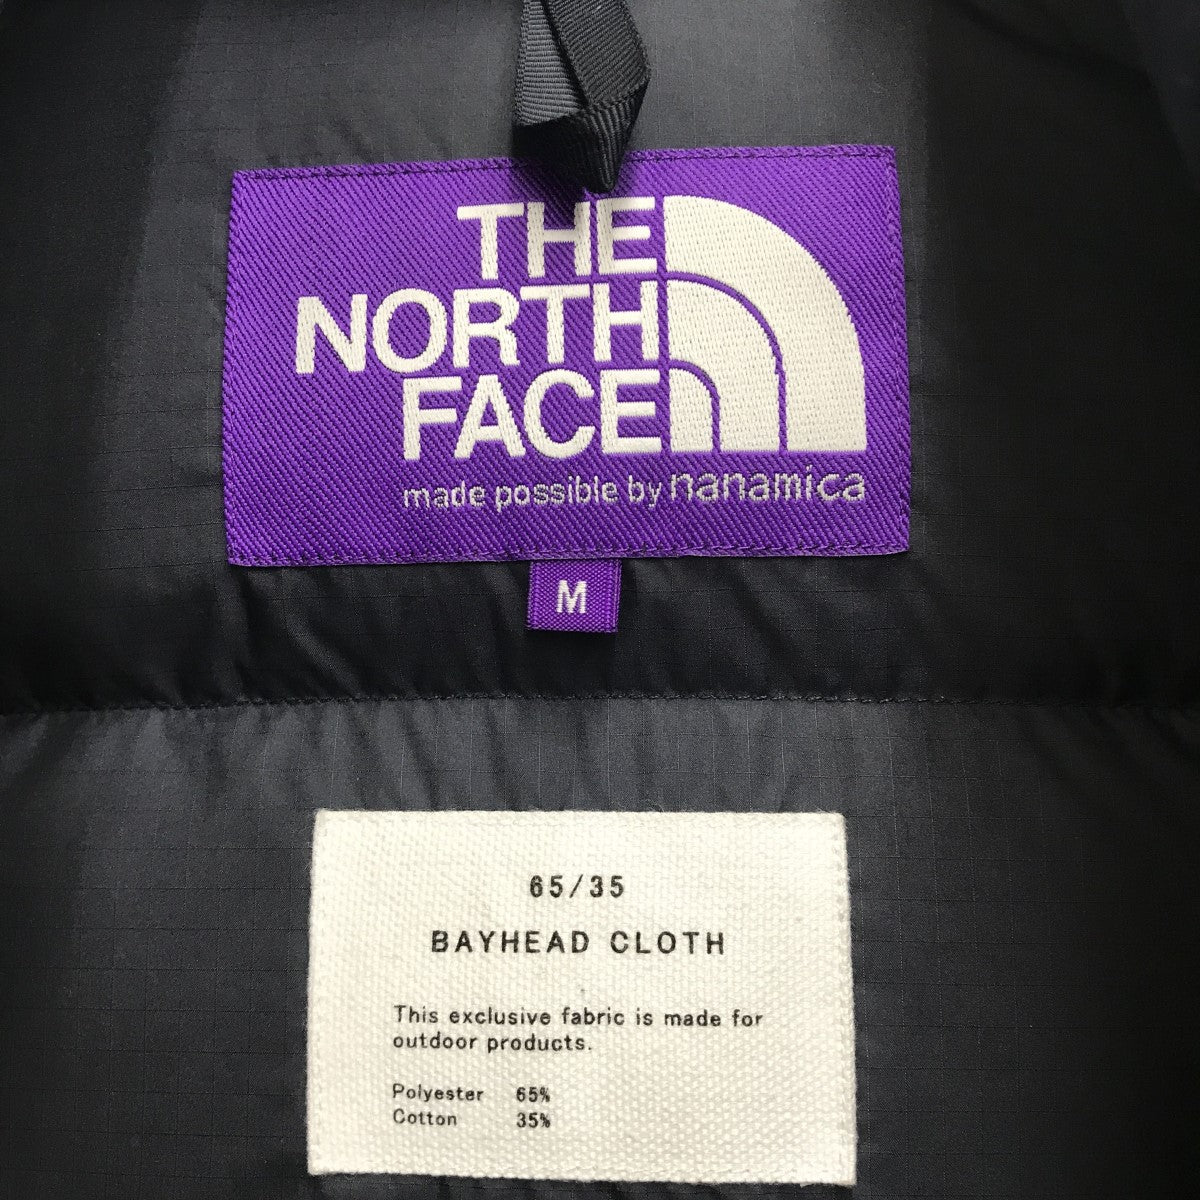 THE
NORTH
FACE
made possible by nanamica
M
65/35
BAYHEAD CLOTH
This exclusive fabric is made for
outdoor products.
Polyester 65%
Cotton 35%